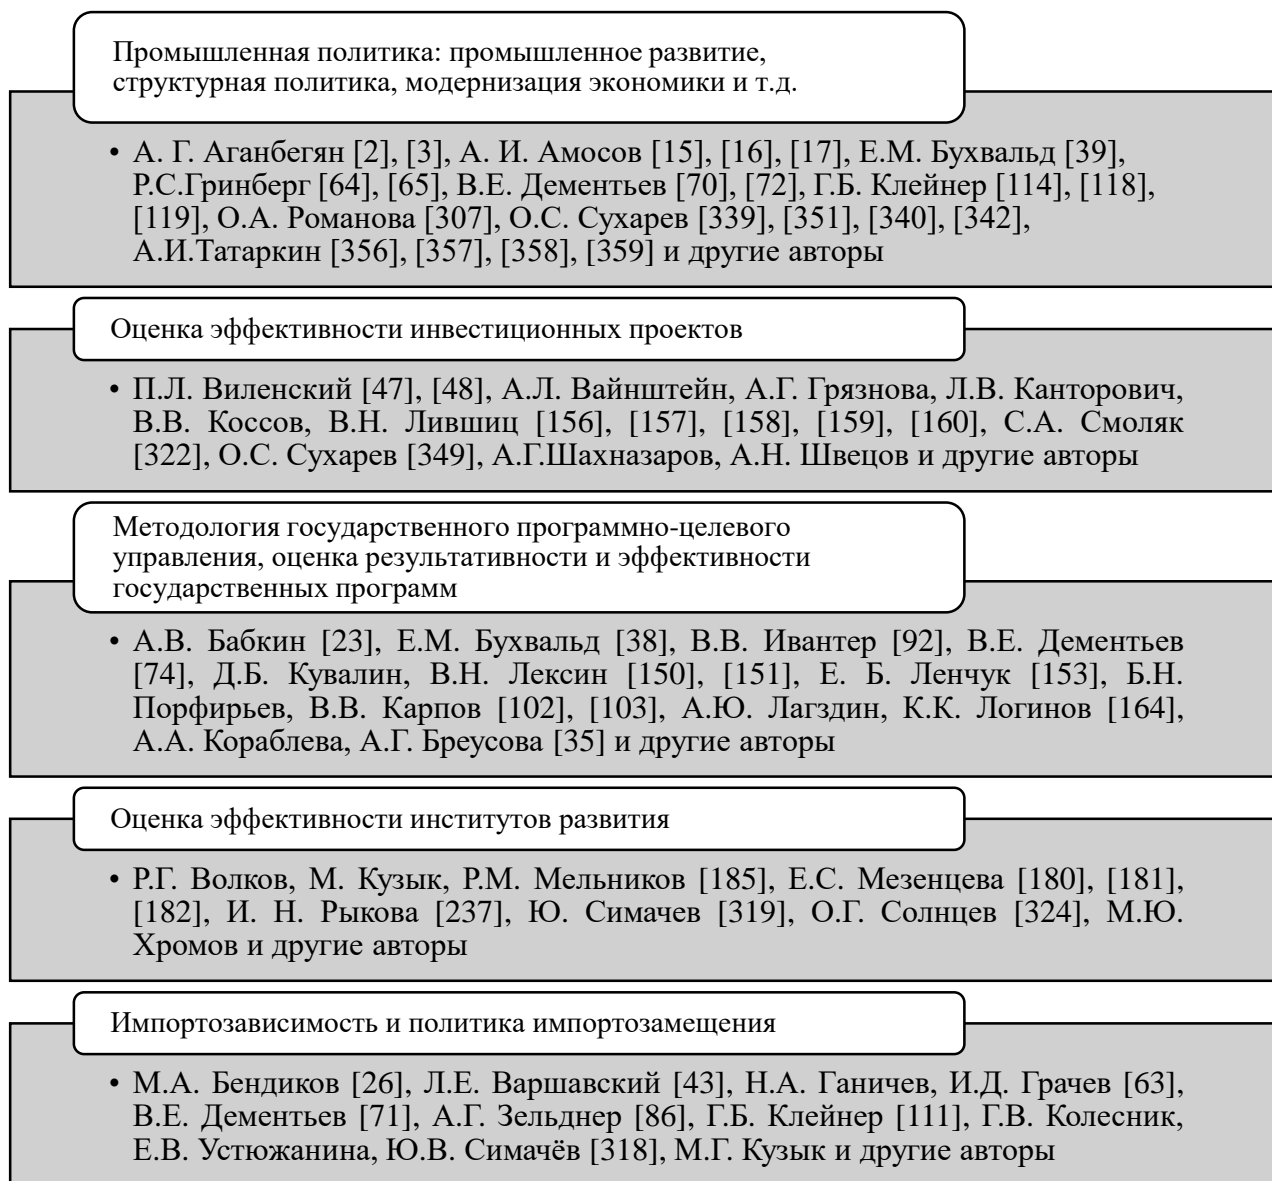 Промышленная политика: промышленное развитие,
структурная политика, модернизация экономики и т.д.
• А. Г. Аганбегян [2], [3], А. И. Амосов [15], [16], [17], Е.М. Бухвальд [39],
Р.С.Гринберг [64], [65], В.Е. Дементьев [70], [72], Г.Б. Клейнер [114], [118],
[119], О.А. Романова [307], О.С. Сухарев [339], [351], [340], [342],
А.И.Татаркин [356], [357], [358], [359] и другие авторы
Оценка эффективности инвестиционных проектов
• П.Л. Виленский [47], [48], А.Л. Вайнштейн, А.Г. Грязнова, Л.В. Канторович,
В.В. Коссов, В.Н. Лившиц [156], [157], [158], [159], [160], С.А. Смоляк
[322], О.С. Сухарев [349], А.Г.Шахназаров, А.Н. Швецов и другие авторы
Методология государственного программно-целевого
управления, оценка результативности и эффективности
государственных программ
• А.В. Бабкин [23], Е.М. Бухвальд [38], В.В. Ивантер [92], В.Е. Дементьев
[74], Д.Б. Кувалин, В.Н. Лексин [150], [151], Е. Б. Ленчук [153], Б.Н.
Порфирьев, В.В. Карпов [102], [103], А.Ю. Лагздин, К.К. Логинов [164],
А.А. Кораблева, А.Г. Бреусова [35] и другие авторы
Оценка эффективности институтов развития
• Р.Г. Волков, М. Кузык, Р.М. Мельников [185], Е.С. Мезенцева [180], [181],
[182], И. Н. Рыкова [237], Ю. Симачев [319], О.Г. Солнцев [324], М.Ю.
Хромов и другие авторы
Импортозависимость и политика импортозамещения
• М.А. Бендиков [26], Л.Е. Варшавский [43], Н.А. Ганичев, И.Д. Грачев [63],
В.Е. Дементьев [71], А.Г. Зельднер [86], Г.Б. Клейнер [111], Г.В. Колесник,
Е.В. Устюжанина, Ю.В. Симачёв [318], М.Г. Кузык и другие авторы